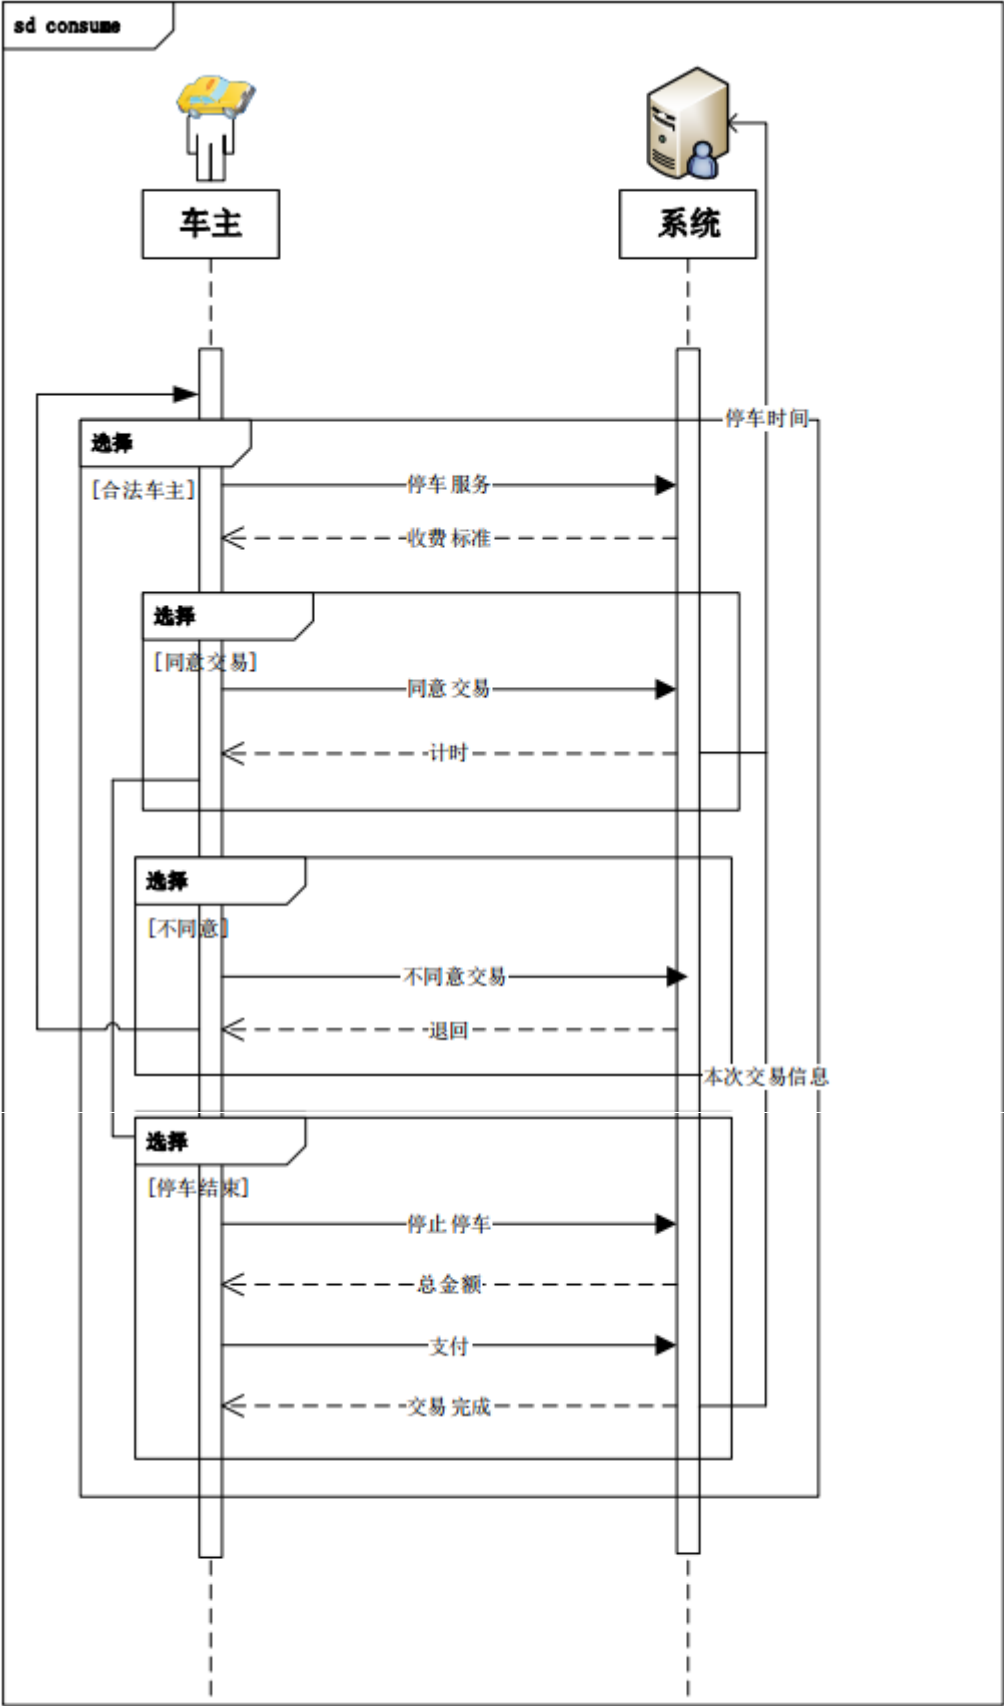 sd consume
车主
系统
停车时间
选择
[合法车主]
停车服务
收费标准
选择
[同意交易]
同意交易
计时
选择
[不同意]
不同意交易
退回
本次交易信息
选择
[停车结束]
停止停车
总金额
支付
交易完成